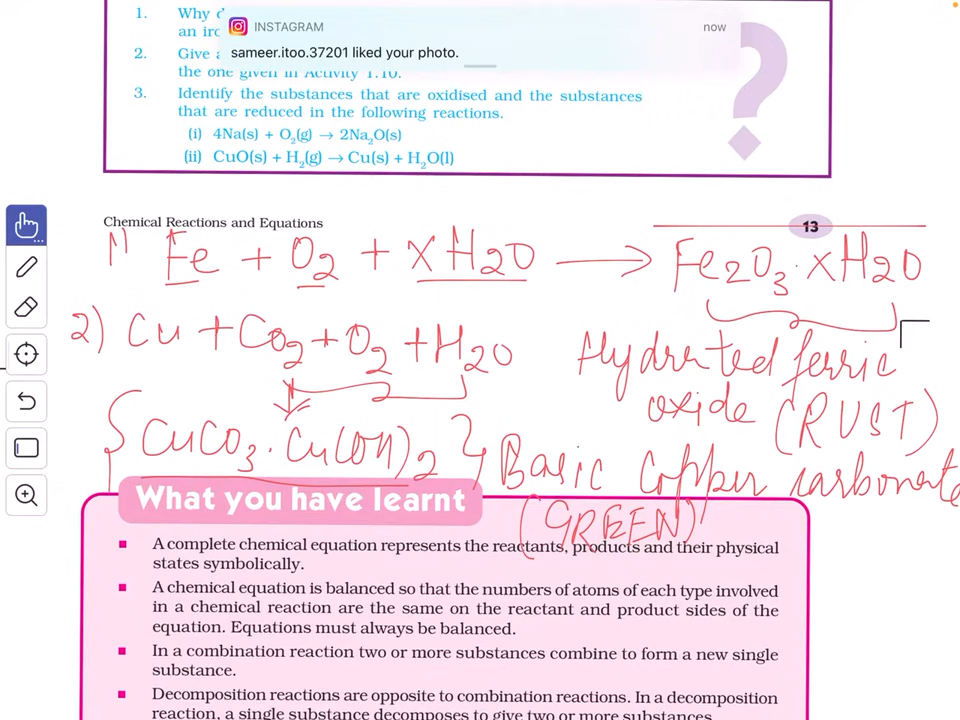 1. Why
INSTAGRAM now
an iro
2. Give a
sameer.itoo.37201 liked your photo.
the one given in Activity 1.10.
3. Identify the substances that are oxidised and the substances
that are reduced in the following reactions.
(i) 4Na(s) + O₂(g) → 2Na₂O(s)
(ii) CuO(s) + H₂(g) → Cu(s) + H₂O(l)
Chemical Reactions and Equations 13
1) Fe + O₂ + xH₂O → Fe₂O₃·xH₂O
2) Cu + CO₂ + O₂ + H₂O
Hydrated ferric
oxide (RUST)
{CuCO₃·Cu(OH)₂} Basic Copper carbonate
(GREEN)
What you have learnt
■ A complete chemical equation represents the reactants, products and their physical
states symbolically.
■ A chemical equation is balanced so that the numbers of atoms of each type involved
in a chemical reaction are the same on the reactant and product sides of the
equation. Equations must always be balanced.
■ In a combination reaction two or more substances combine to form a new single
substance.
■ Decomposition reactions are opposite to combination reactions. In a decomposition
reaction, a single substance decomposes to give two or more substances.